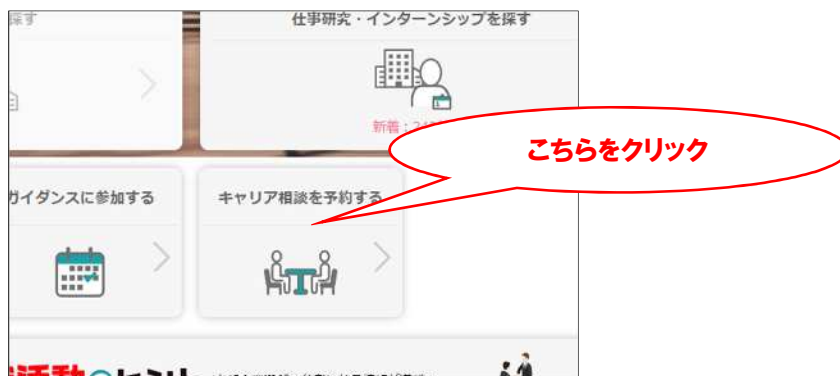 探す
仕事研究・インターンシップを探す
新着：
こちらをクリック
ガイダンスに参加する
キャリア相談を予約する